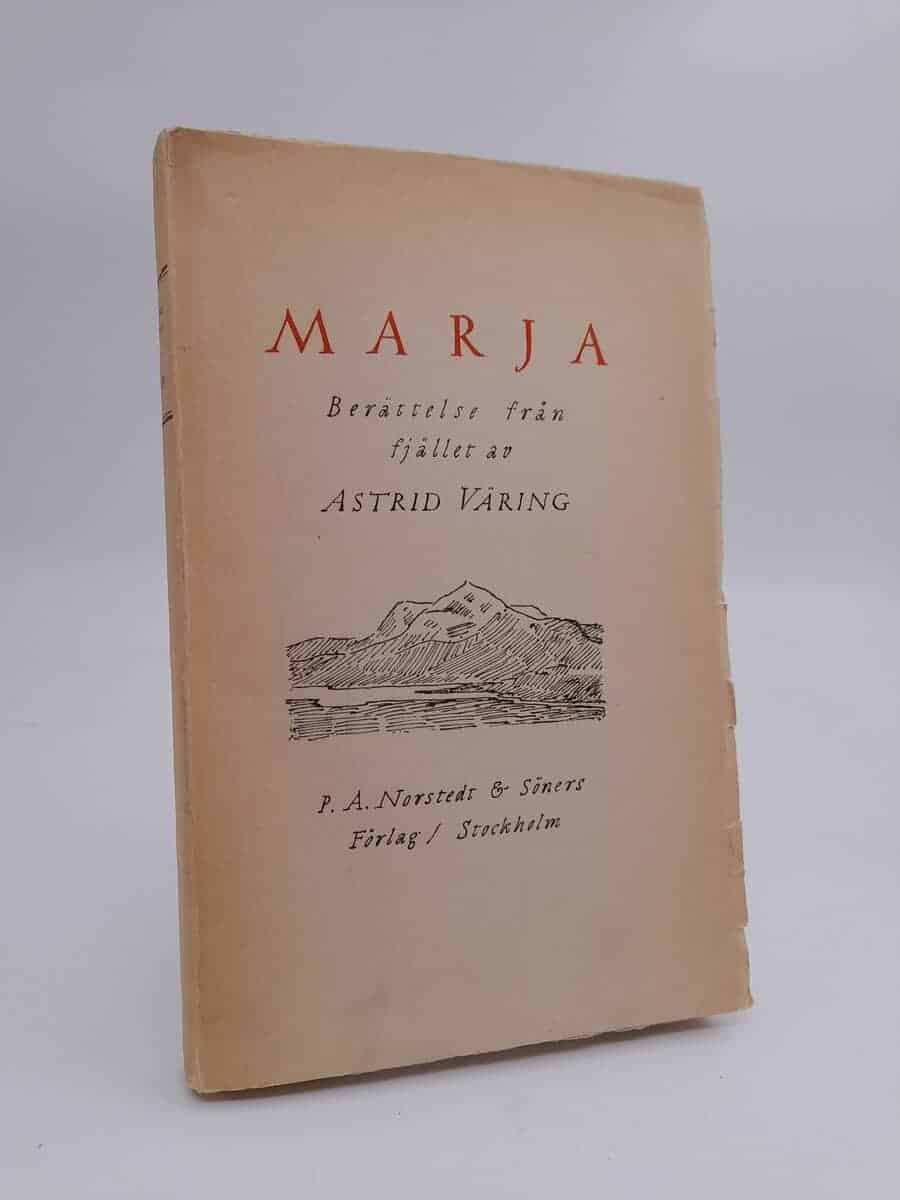 MARJA
Berättelse från
fjället av
ASTRID VÄRING
P. A. Norstedt & Söners
Förlag / Stockholm